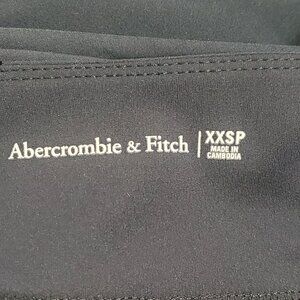 Abercrombie & Fitch | XXSP
MADE IN
CAMBODIA